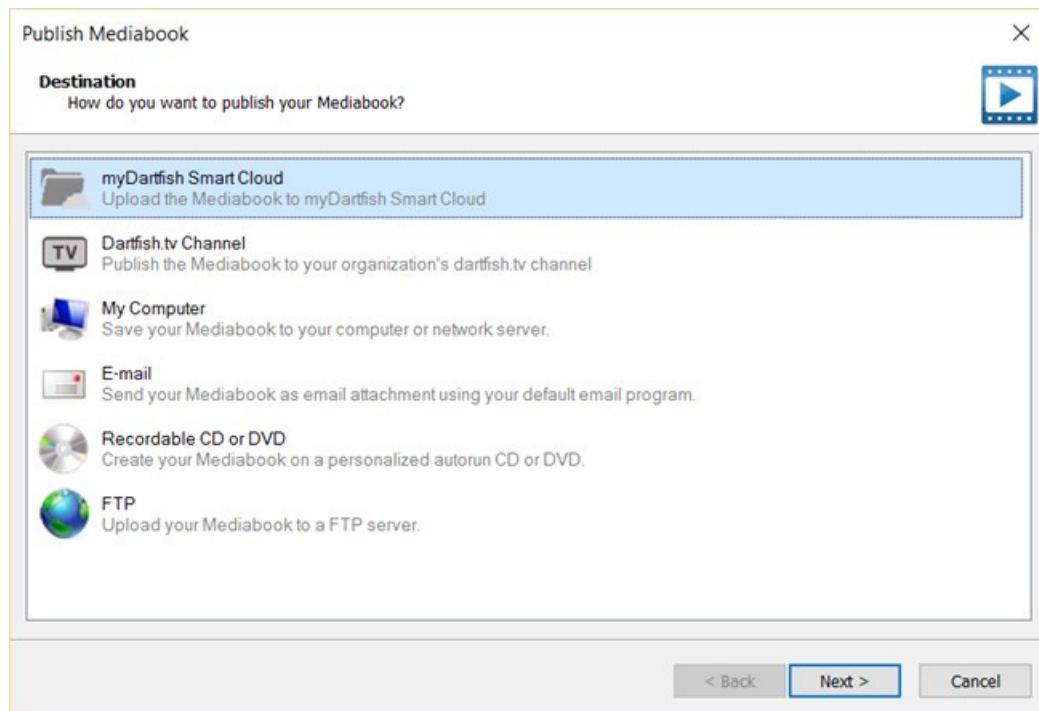 Publish Mediabook
Destination
How do you want to publish your Mediabook?
myDartfish Smart Cloud
Upload the Mediabook to myDartfish Smart Cloud
TV
Dartfish.tv Channel
Publish the Mediabook to your organization's dartfish.tv channel
My Computer
Save your Mediabook to your computer or network server.
E-mail
Send your Mediabook as email attachment using your default email program.
Recordable CD or DVD
Create your Mediabook on a personalized autorun CD or DVD.
FTP
Upload your Mediabook to a FTP server.
< Back Next > Cancel